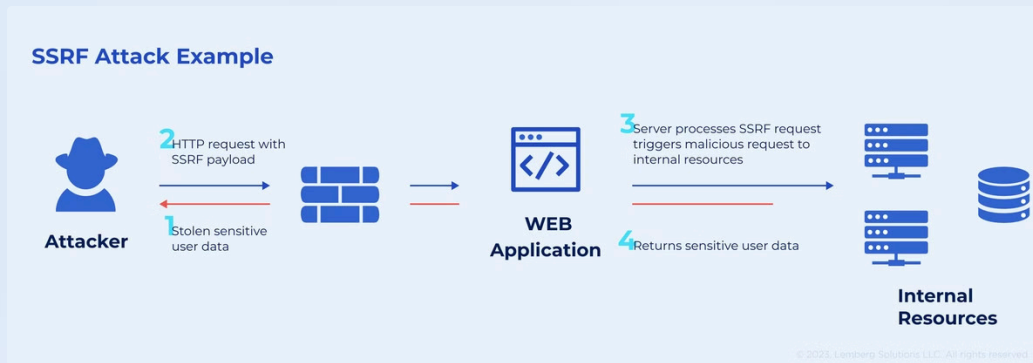 SSRF Attack Example
2
HTTP request with
SSRF payload
1
Stolen sensitive
user data
Attacker
WEB
Application
3
Server processes SSRF request
triggers malicious request to
internal resources
4
Returns sensitive user data
Internal
Resources
© 2023, Lemberg Solutions LLC. All rights reserved